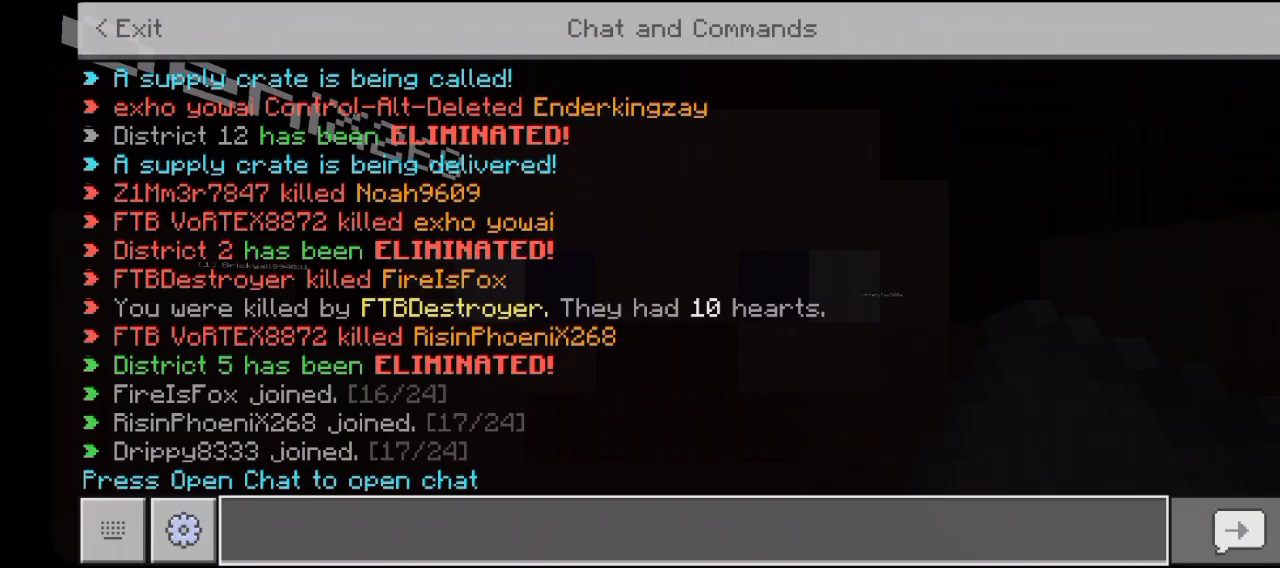 < Exit
Chat and Commands
A supply crate is being called!
exho yowai Control-Alt-Deleted Enderkingzay
District 12 has been ELIMINATED!
A supply crate is being delivered!
Z1Mm3r7847 killed Noah9609
FTB VoRTEX8872 killed exho yowai
District 2 has been ELIMINATED!
FTBDestroyer killed FireIsFox
You were killed by FTBDestroyer. They had 10 hearts.
FTB VoRTEX8872 killed RisinPhoeniX268
District 5 has been ELIMINATED!
FireIsFox joined. [16/24]
RisinPhoeniX268 joined. [17/24]
Drippy8333 joined. [17/24]
Press Open Chat to open chat